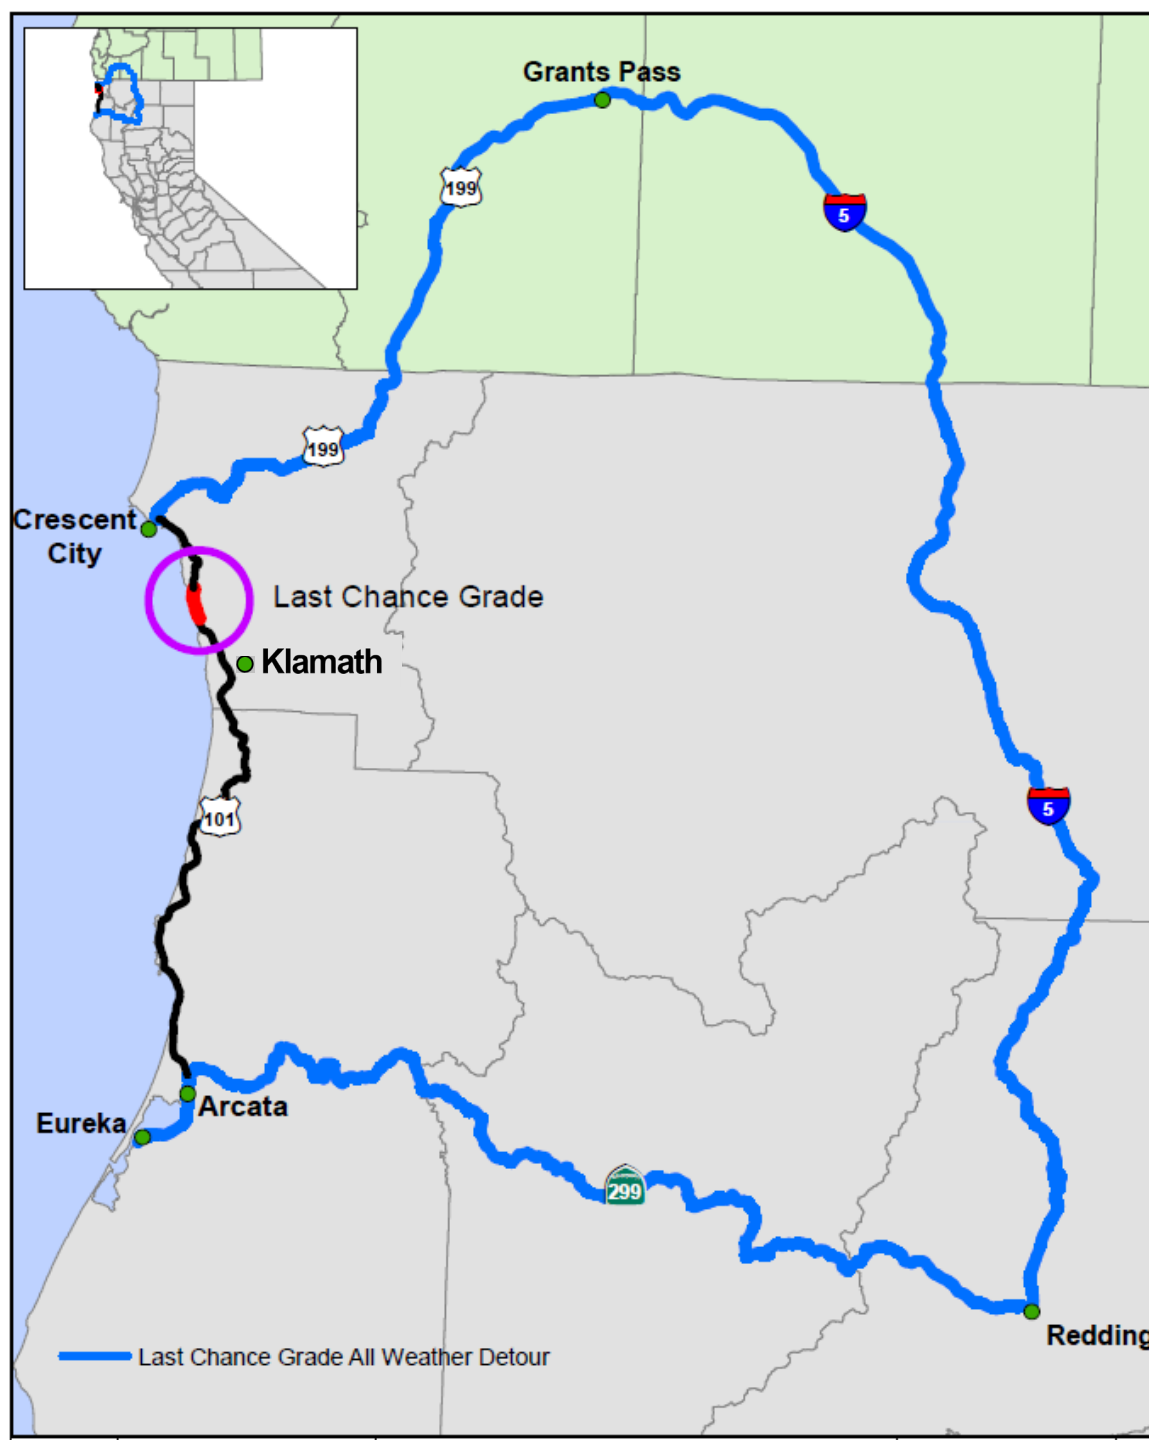 Grants Pass
199
5
199
Crescent
City
Last Chance Grade
Klamath
5
101
Arcata
Eureka
299
Redding
Last Chance Grade All Weather Detour